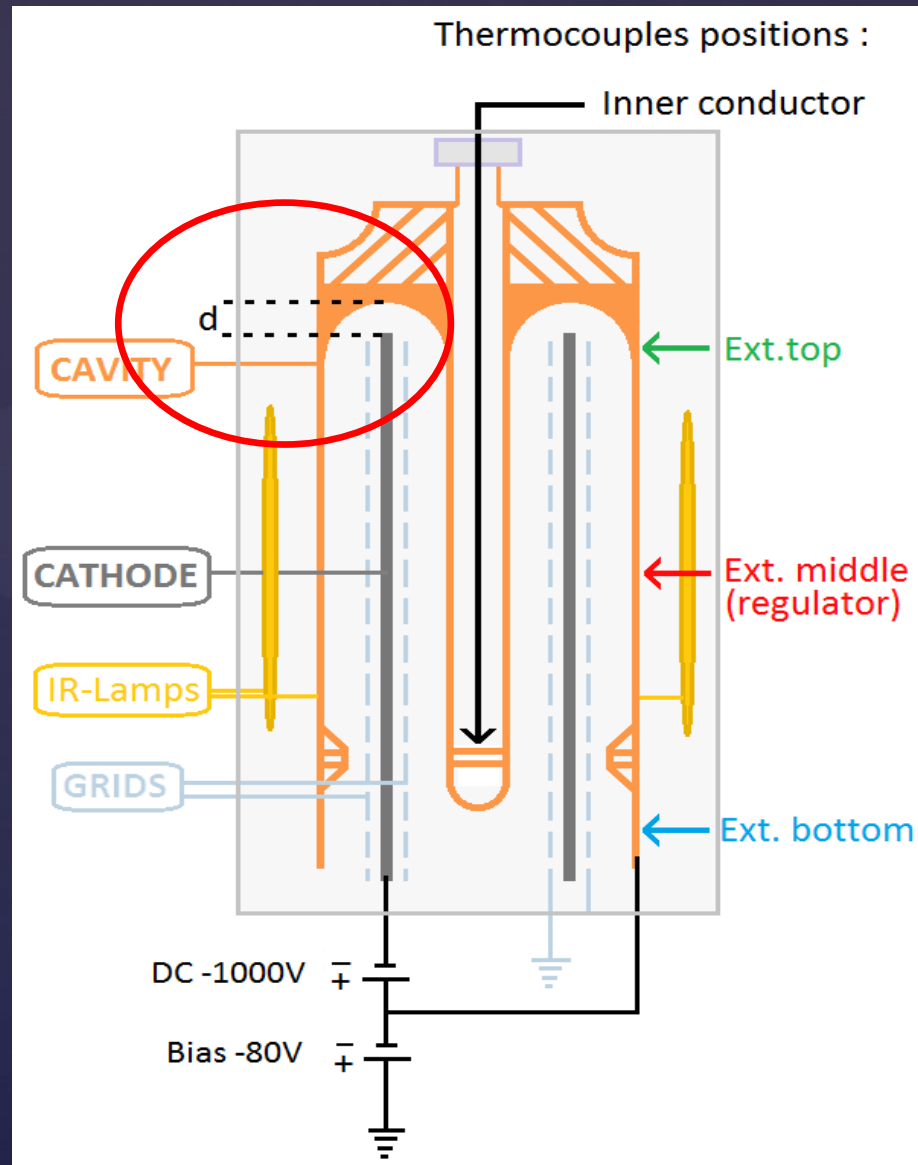 Thermocouples positions :
Inner conductor
d
CAVITY
Ext.top
CATHODE
Ext. middle
(regulator)
IR-Lamps
GRIDS
Ext. bottom
DC -1000V
−
+
Bias -80V
−
+